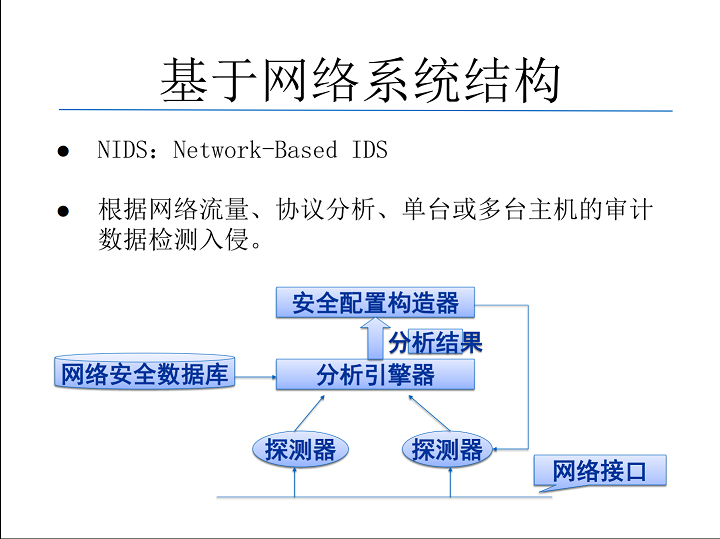 基于网络系统结构
● NIDS：Network-Based IDS
● 根据网络流量、协议分析、单台或多台主机的审计
数据检测入侵。
安全配置构造器
分析结果
网络安全数据库
分析引擎器
探测器
探测器
网络接口